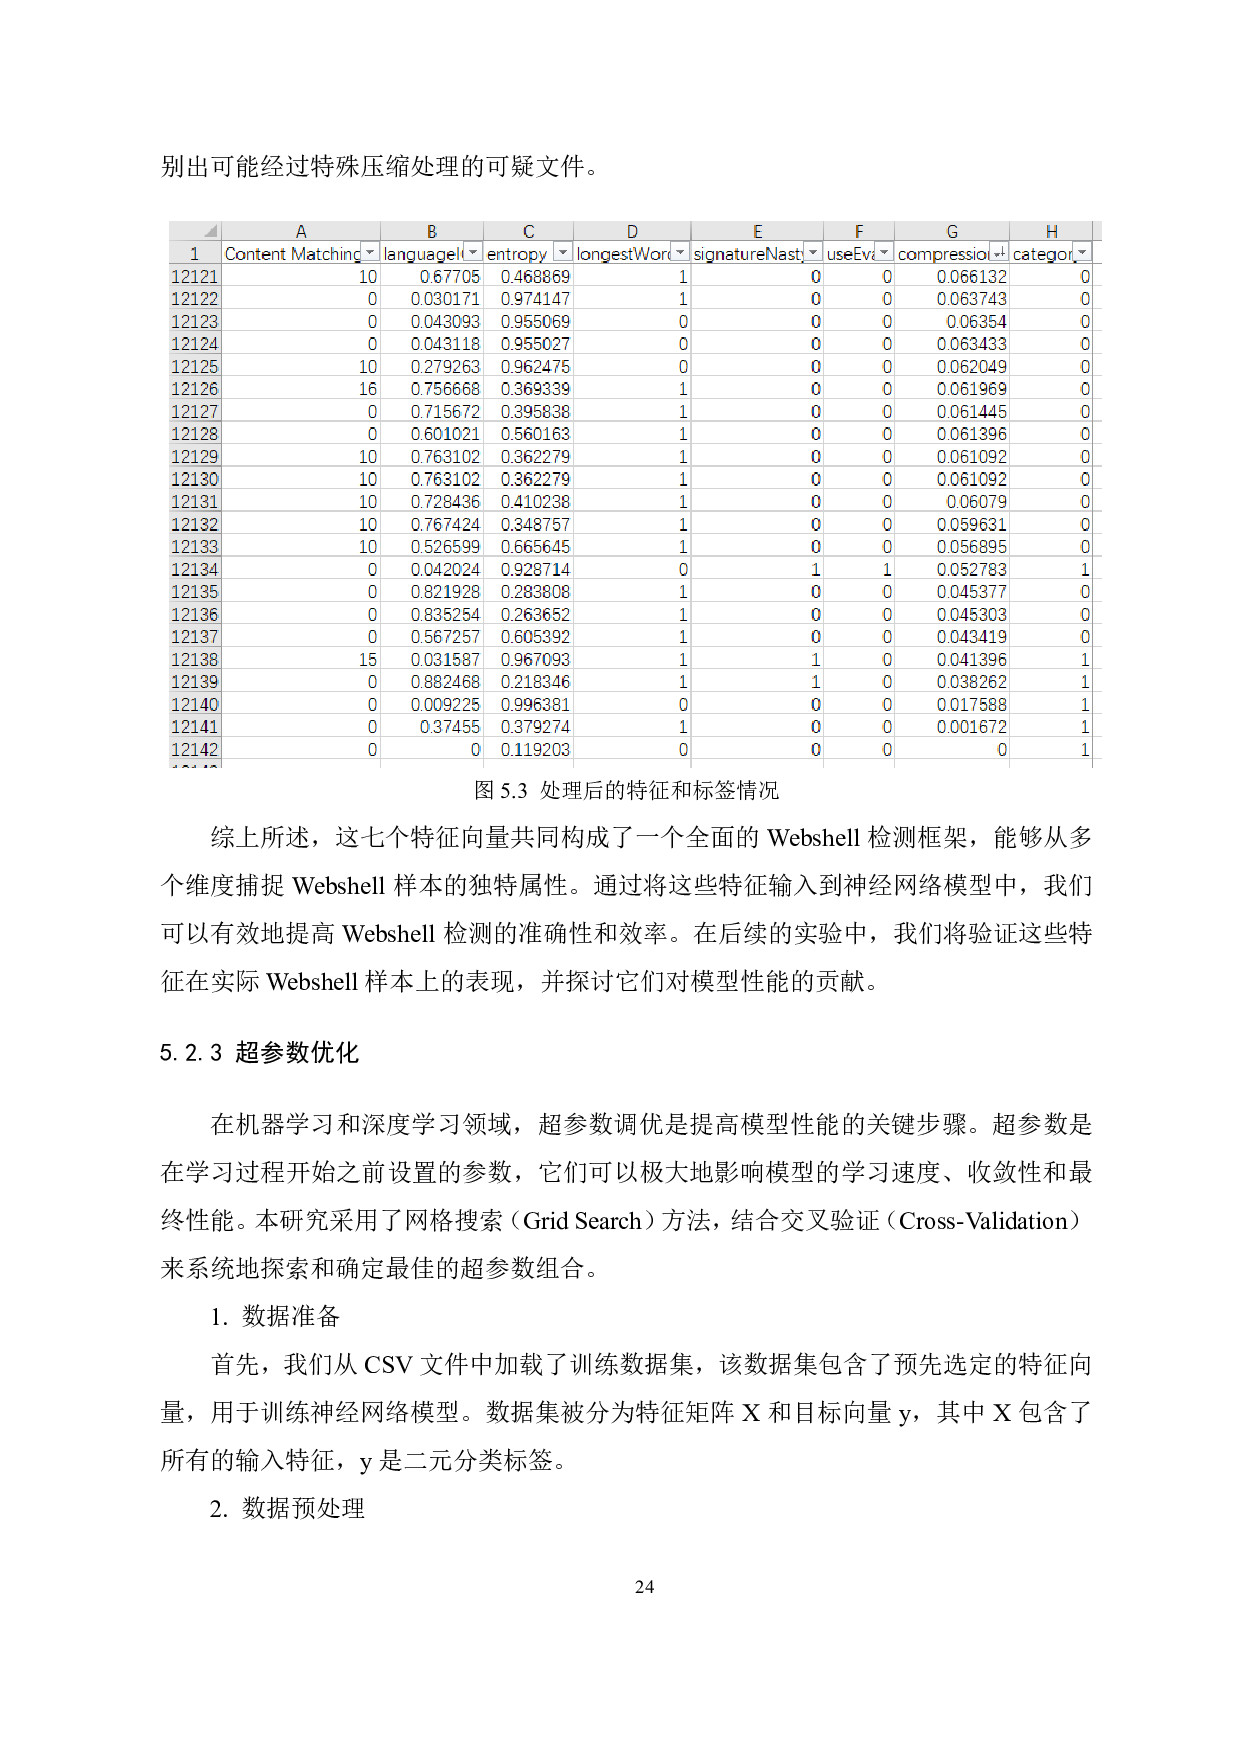 别出可能经过特殊压缩处理的可疑文件。
A B C D E F G H
1 Content Matching languageI entropy longestWor signatureNasty useEva compression categor
12121 10 0.67705 0.468869 1 0 0 0.066132 0
12122 0 0.030171 0.974147 1 0 0 0.063743 0
12123 0 0.043093 0.955069 0 0 0 0.06354 0
12124 0 0.043118 0.955027 0 0 0 0.063433 0
12125 10 0.279263 0.962475 0 0 0 0.062049 0
12126 16 0.756668 0.369339 1 0 0 0.061969 0
12127 0 0.715672 0.395838 1 0 0 0.061445 0
12128 0 0.601021 0.560163 1 0 0 0.061396 0
12129 10 0.763102 0.362279 1 0 0 0.061092 0
12130 10 0.763102 0.362279 1 0 0 0.061092 0
12131 10 0.728436 0.410238 1 0 0 0.06079 0
12132 10 0.767424 0.348757 1 0 0 0.059631 0
12133 10 0.526599 0.665645 1 0 0 0.056895 0
12134 0 0.042024 0.928714 0 1 1 0.052783 1
12135 0 0.821928 0.283808 1 0 0 0.045377 0
12136 0 0.835254 0.263652 1 0 0 0.045303 0
12137 0 0.567257 0.605392 1 0 0 0.043419 0
12138 15 0.031587 0.967093 1 1 0 0.041396 1
12139 0 0.882468 0.218346 1 1 0 0.038262 1
12140 0 0.009225 0.996381 0 0 0 0.017588 1
12141 0 0.37455 0.379274 1 0 0 0.001672 1
12142 0 0 0.119203 0 0 0 0 1
图 5.3 处理后的特征和标签情况
综上所述，这七个特征向量共同构成了一个全面的 Webshell 检测框架，能够从多
个维度捕捉 Webshell 样本的独特属性。通过将这些特征输入到神经网络模型中，我们
可以有效地提高 Webshell 检测的准确性和效率。在后续的实验中，我们将验证这些特
征在实际 Webshell 样本上的表现，并探讨它们对模型性能的贡献。
5.2.3 超参数优化
在机器学习和深度学习领域，超参数调优是提高模型性能的关键步骤。超参数是
在学习过程开始之前设置的参数，它们可以极大地影响模型的学习速度、收敛性和最
终性能。本研究采用了网格搜索（Grid Search）方法，结合交叉验证（Cross-Validation）
来系统地探索和确定最佳的超参数组合。
1. 数据准备
首先，我们从 CSV 文件中加载了训练数据集，该数据集包含了预先选定的特征向
量，用于训练神经网络模型。数据集被分为特征矩阵 X 和目标向量 y，其中 X 包含了
所有的输入特征，y 是二元分类标签。
2. 数据预处理
24